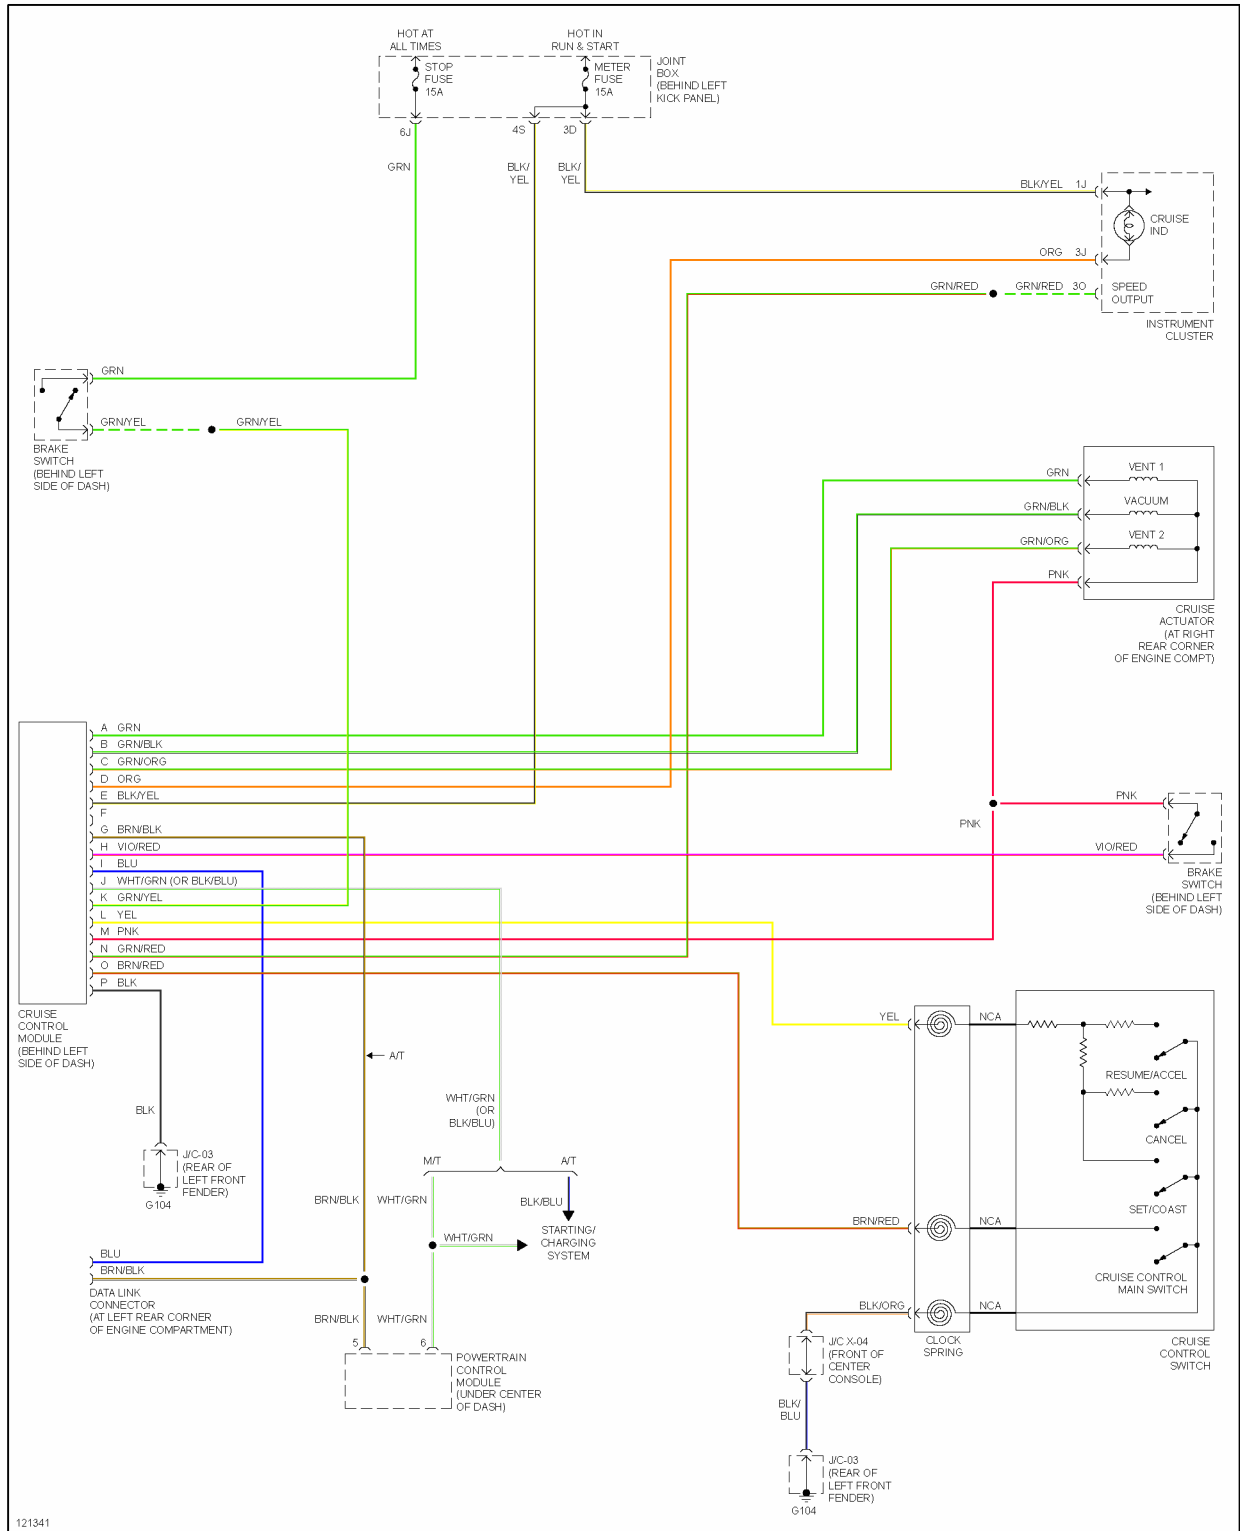 HOT AT
ALL TIMES
HOT IN
RUN & START
STOP
FUSE
15A
METER
FUSE
15A
JOINT
BOX
(BEHIND LEFT
KICK PANEL)
6J
4S
3D
GRN
BLK/
YEL
BLK/
YEL
BLK/YEL 1J
CRUISE
IND
ORG 3J
GRN/RED
GRN/RED 3O
SPEED
OUTPUT
INSTRUMENT
CLUSTER
GRN
GRN/YEL
GRN/YEL
BRAKE
SWITCH
(BEHIND LEFT
SIDE OF DASH)
GRN
VENT 1
GRN/BLK
VACUUM
GRN/ORG
VENT 2
PNK
CRUISE
ACTUATOR
(AT RIGHT
REAR CORNER
OF ENGINE COMPT)
A GRN
B GRN/BLK
C GRN/ORG
D ORG
E BLK/YEL
F
G BRN/BLK
H VIO/RED
I BLU
J WHT/GRN (OR BLK/BLU)
K GRN/YEL
L YEL
M PNK
N GRN/RED
O BRN/RED
P BLK
CRUISE
CONTROL
MODULE
(BEHIND LEFT
SIDE OF DASH)
PNK
PNK
VIO/RED
BRAKE
SWITCH
(BEHIND LEFT
SIDE OF DASH)
YEL
NCA
RESUME/ACCEL
CANCEL
SET/COAST
BRN/RED
NCA
CRUISE CONTROL
MAIN SWITCH
BLK/ORG
NCA
CLOCK
SPRING
CRUISE
CONTROL
SWITCH
A/T
BLK
J/C-03
(REAR OF
LEFT FRONT
FENDER)
G104
WHT/GRN
(OR
BLK/BLU)
M/T
A/T
BRN/BLK
WHT/GRN
BLK/BLU
WHT/GRN
STARTING/
CHARGING
SYSTEM
BLU
BRN/BLK
DATA LINK
CONNECTOR
(AT LEFT REAR CORNER
OF ENGINE COMPARTMENT)
BRN/BLK
WHT/GRN
5
6
POWERTRAIN
CONTROL
MODULE
(UNDER CENTER
OF DASH)
J/C X-04
(FRONT OF
CENTER
CONSOLE)
BLK/
BLU
J/C-03
(REAR OF
LEFT FRONT
FENDER)
G104
121341